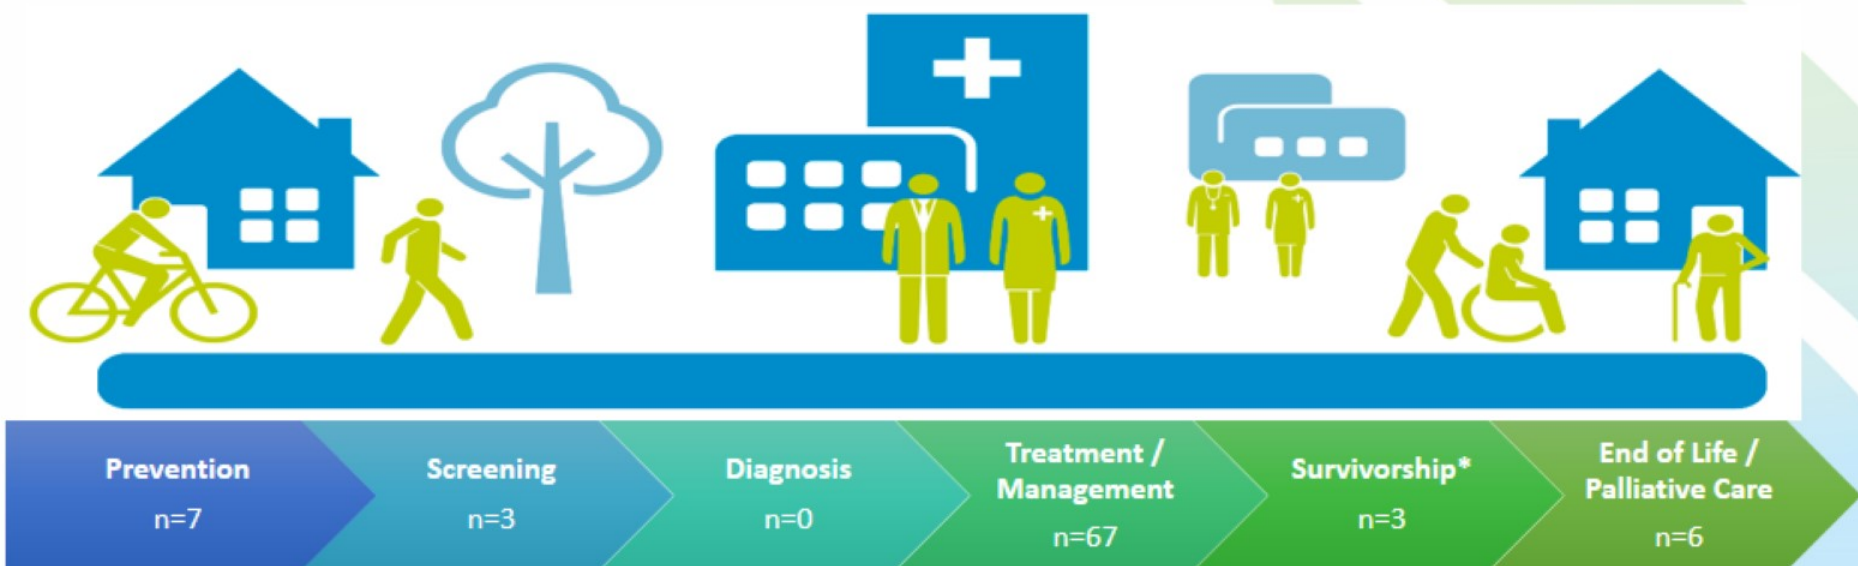 Prevention
n=7
Screening
n=3
Diagnosis
n=0
Treatment /
Management
n=67
Survivorship*
n=3
End of Life /
Palliative Care
n=6